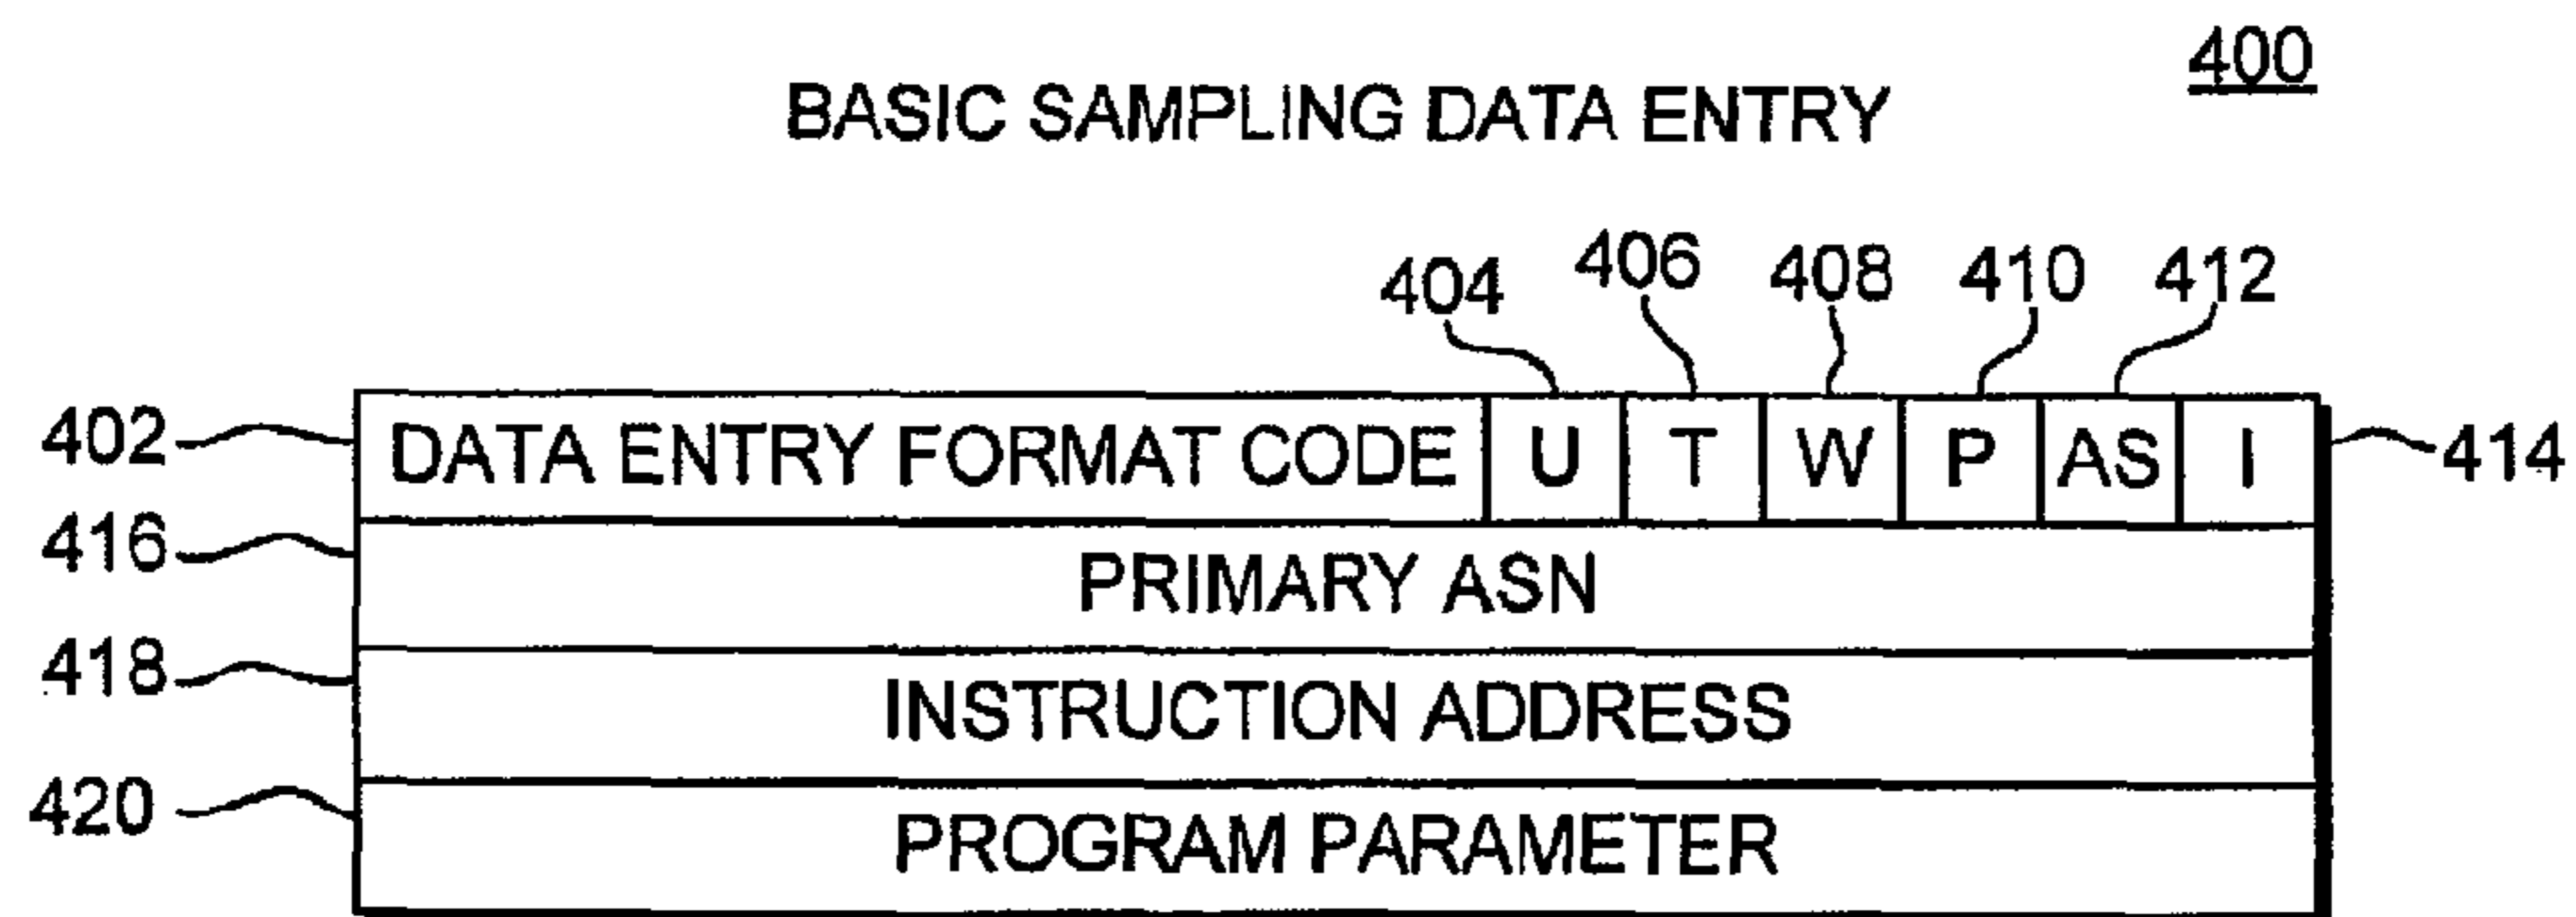 400
BASIC SAMPLING DATA ENTRY
404 406 408 410 412
402 DATA ENTRY FORMAT CODE U T W P AS I 414
416 PRIMARY ASN
418 INSTRUCTION ADDRESS
420 PROGRAM PARAMETER